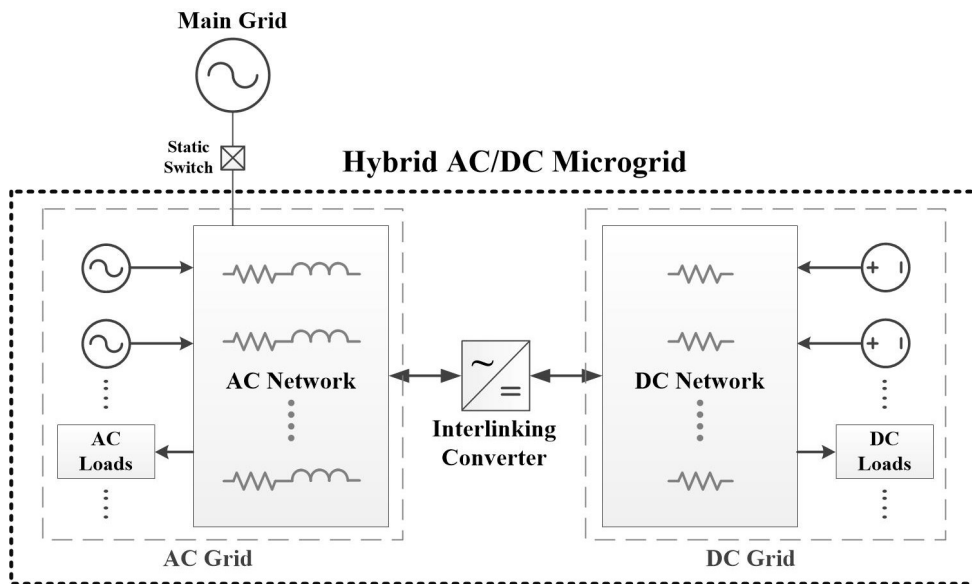 Main Grid
Static
Switch
Hybrid AC/DC Microgrid
AC Network
AC
Loads
AC Grid
Interlinking
Converter
DC Network
DC
Loads
DC Grid